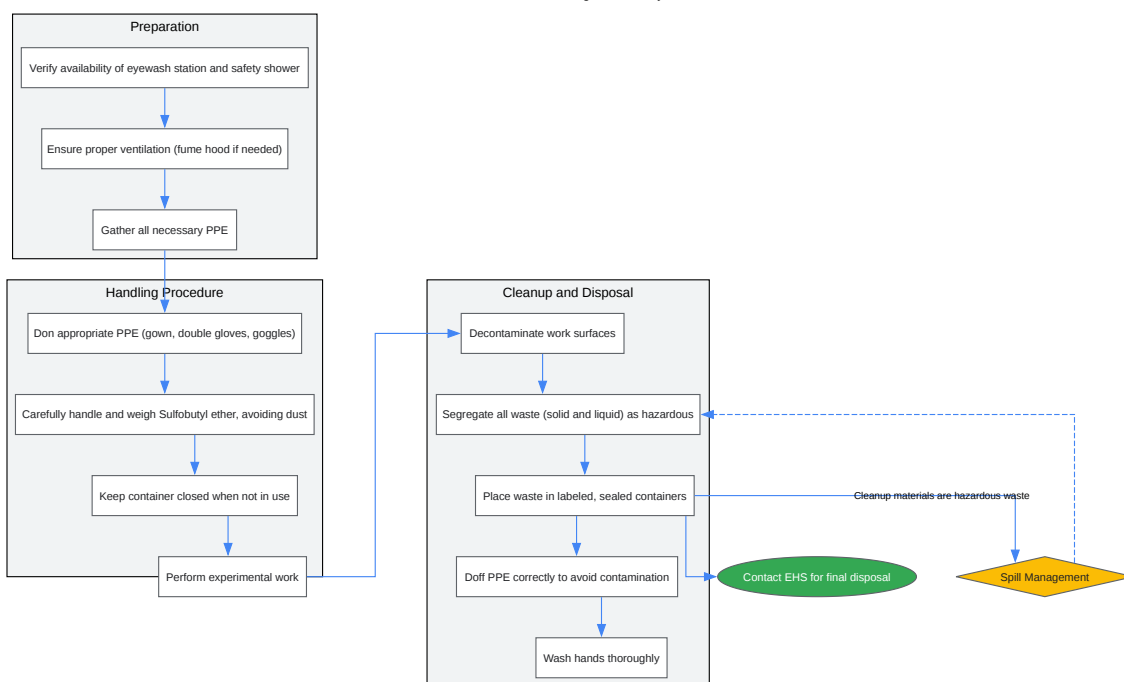 Preparation
Verify availability of eyewash station and safety shower
Ensure proper ventilation (fume hood if needed)
Gather all necessary PPE
Handling Procedure
Don appropriate PPE (gown, double gloves, goggles)
Carefully handle and weigh Sulfobutyl ether, avoiding dust
Keep container closed when not in use
Perform experimental work
Cleanup and Disposal
Decontaminate work surfaces
Segregate all waste (solid and liquid) as hazardous
Place waste in labeled, sealed containers
Cleanup materials are hazardous waste
Doff PPE correctly to avoid contamination
Contact EHS for final disposal
Spill Management
Wash hands thoroughly